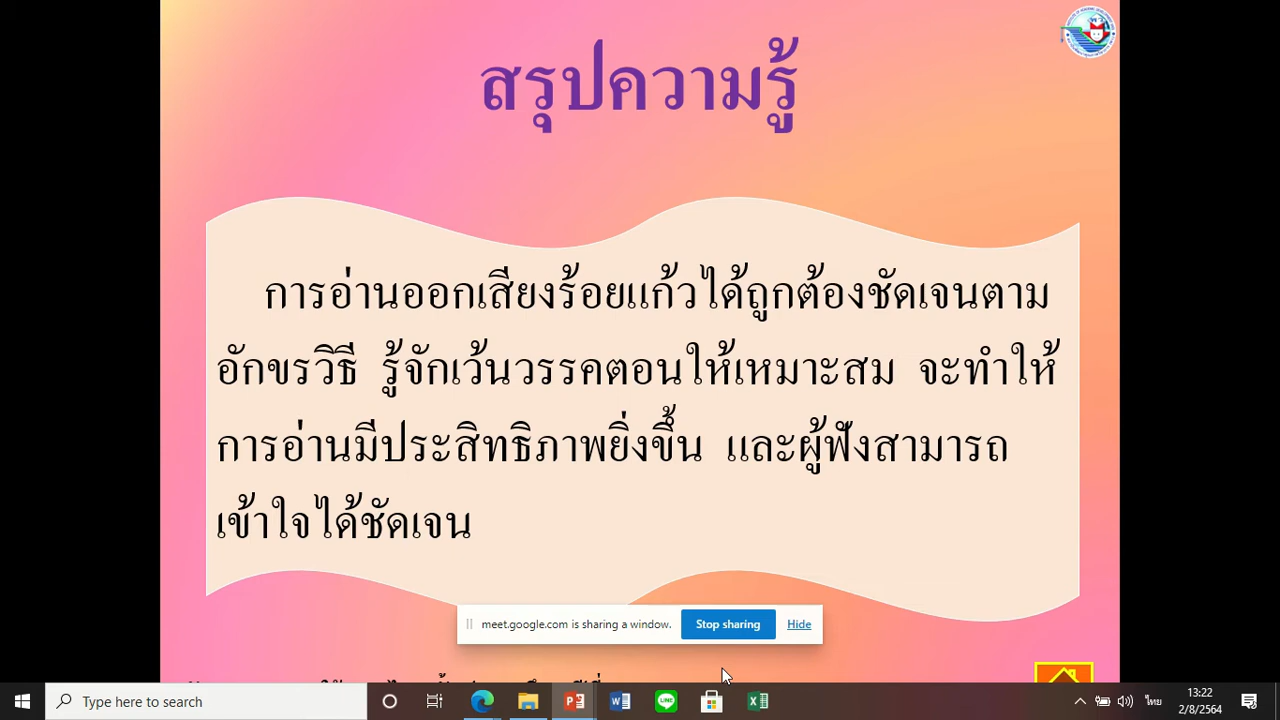 สรุปความรู้
การอ่านออกเสียงร้อยแก้วได้ถูกต้องชัดเจนตาม
อักขรวิธี รู้จักเว้นวรรคตอนให้เหมาะสม จะทำให้
การอ่านมีประสิทธิภาพยิ่งขึ้น และผู้ฟังสามารถ
เข้าใจได้ชัดเจน
meet.google.com is sharing a window.
Stop sharing
Hide
Type here to search
ไทย
13:22
2/8/2564